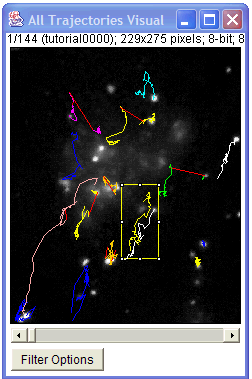 All Trajectories Visual
1/144 (tutorial0000); 229x275 pixels; 8-bit; 8
Filter Options